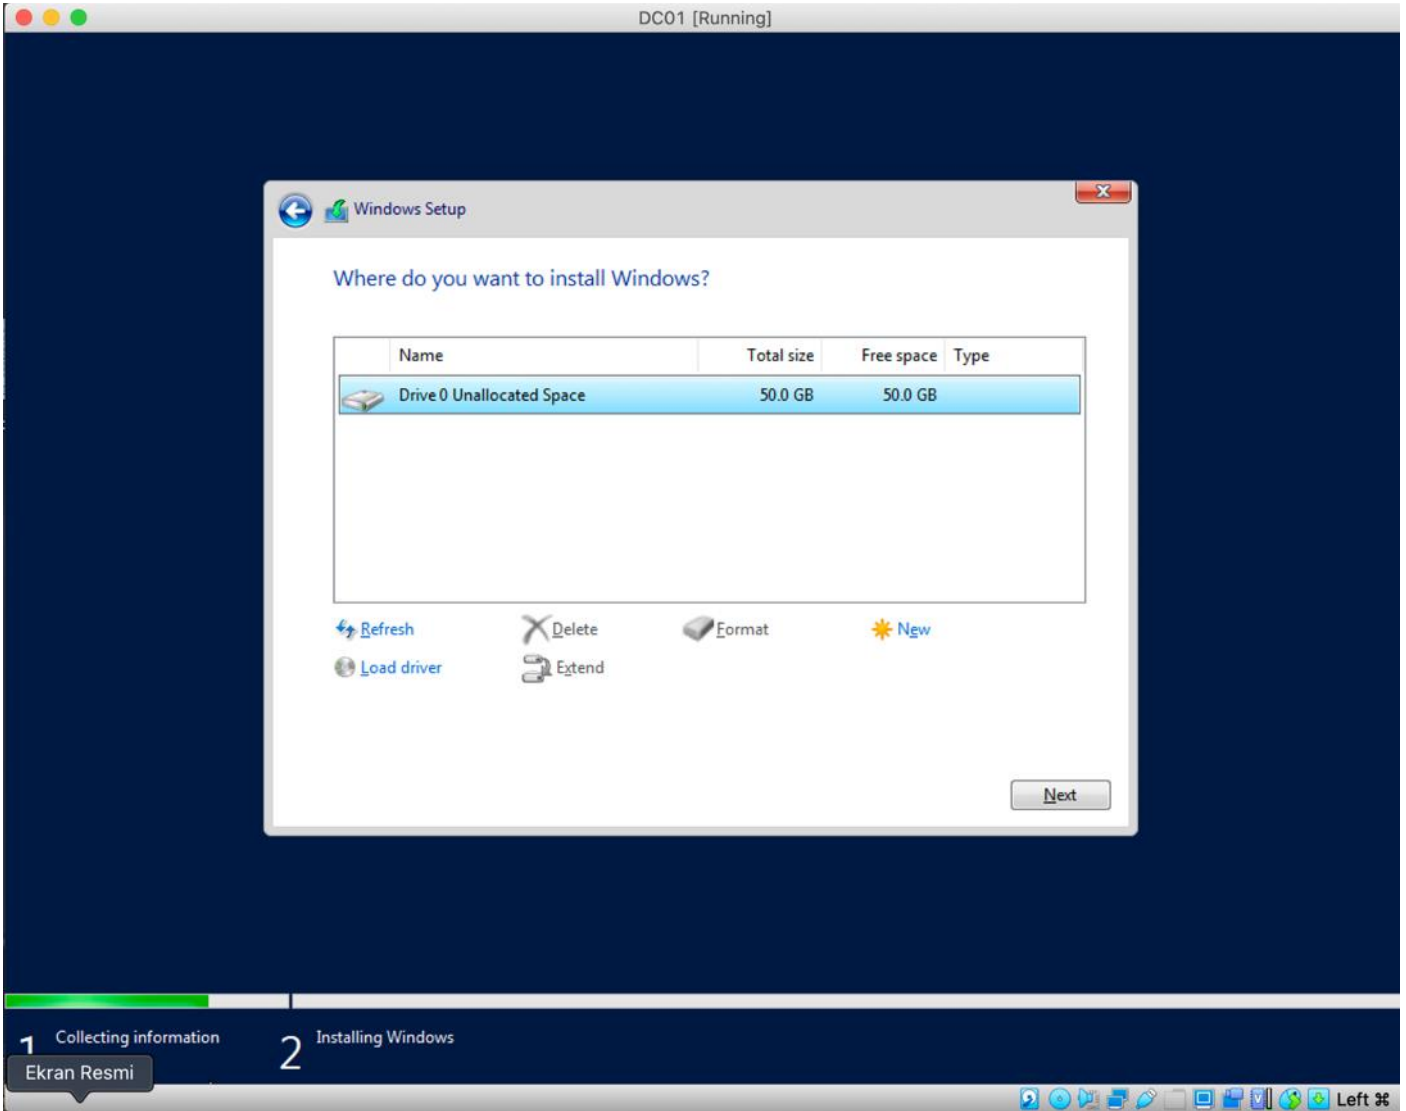 DC01 [Running]
Windows Setup
Where do you want to install Windows?
Name Total size Free space Type
Drive 0 Unallocated Space 50.0 GB 50.0 GB
Refresh Delete Format New
Load driver Extend
Next
1 Collecting information 2 Installing Windows
Ekran Resmi
Left ⌘